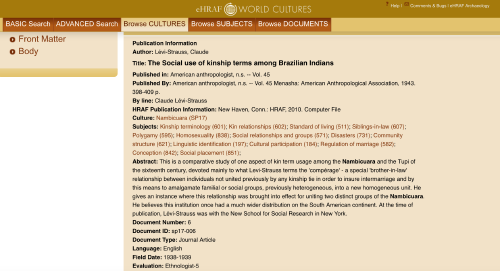 eHRAF WORLD CULTURES
Help | Comments & Bugs | eHRAF Archaeology
BASIC Search ADVANCED Search Browse CULTURES Browse SUBJECTS Browse DOCUMENTS
Front Matter
Body
Publication Information
Author: Lévi-Strauss, Claude
Title: The Social use of kinship terms among Brazilian Indians
Published in: American anthropologist, n.s. -- Vol. 45
Published By: American anthropologist, n.s. -- Vol. 45 Menasha: American Anthropological Association, 1943.
398-409 p.
By line: Claude Lévi-Strauss
HRAF Publication Information: New Haven, Conn.: HRAF, 2010. Computer File
Culture: Nambicuara (SP17)
Subjects: Kinship terminology (601); Kin relationships (602); Standard of living (511); Siblings-in-law (607);
Polygamy (595); Homosexuality (838); Social relationships and groups (571); Disasters (731); Community
structure (621); Linguistic identification (197); Cultural participation (184); Regulation of marriage (582);
Conception (842); Social placement (851);
Abstract: This is a comparative study of one aspect of kin term usage among the Nambicuara and the Tupi of
the sixteenth century, devoted mainly to what Levi-Strauss terms the 'compérage' - a special 'brother-in-law'
relationship between individuals not united previously by any kinship tie in order to insure intermarriage and by
this means to amalgamate familial or social groups, previously heterogeneous, into a new homogeneous unit. He
gives an instance where this relationship was brought into effect for uniting two distinct groups of the Nambicuara.
He believes this institution once had a much wider distribution on the South American continent. At the time of
publication, Lévi-Strauss was with the New School for Social Research in New York.
Document Number: 6
Document ID: sp17-006
Document Type: Journal Article
Language: English
Field Date: 1938-1939
Evaluation: Ethnologist-5